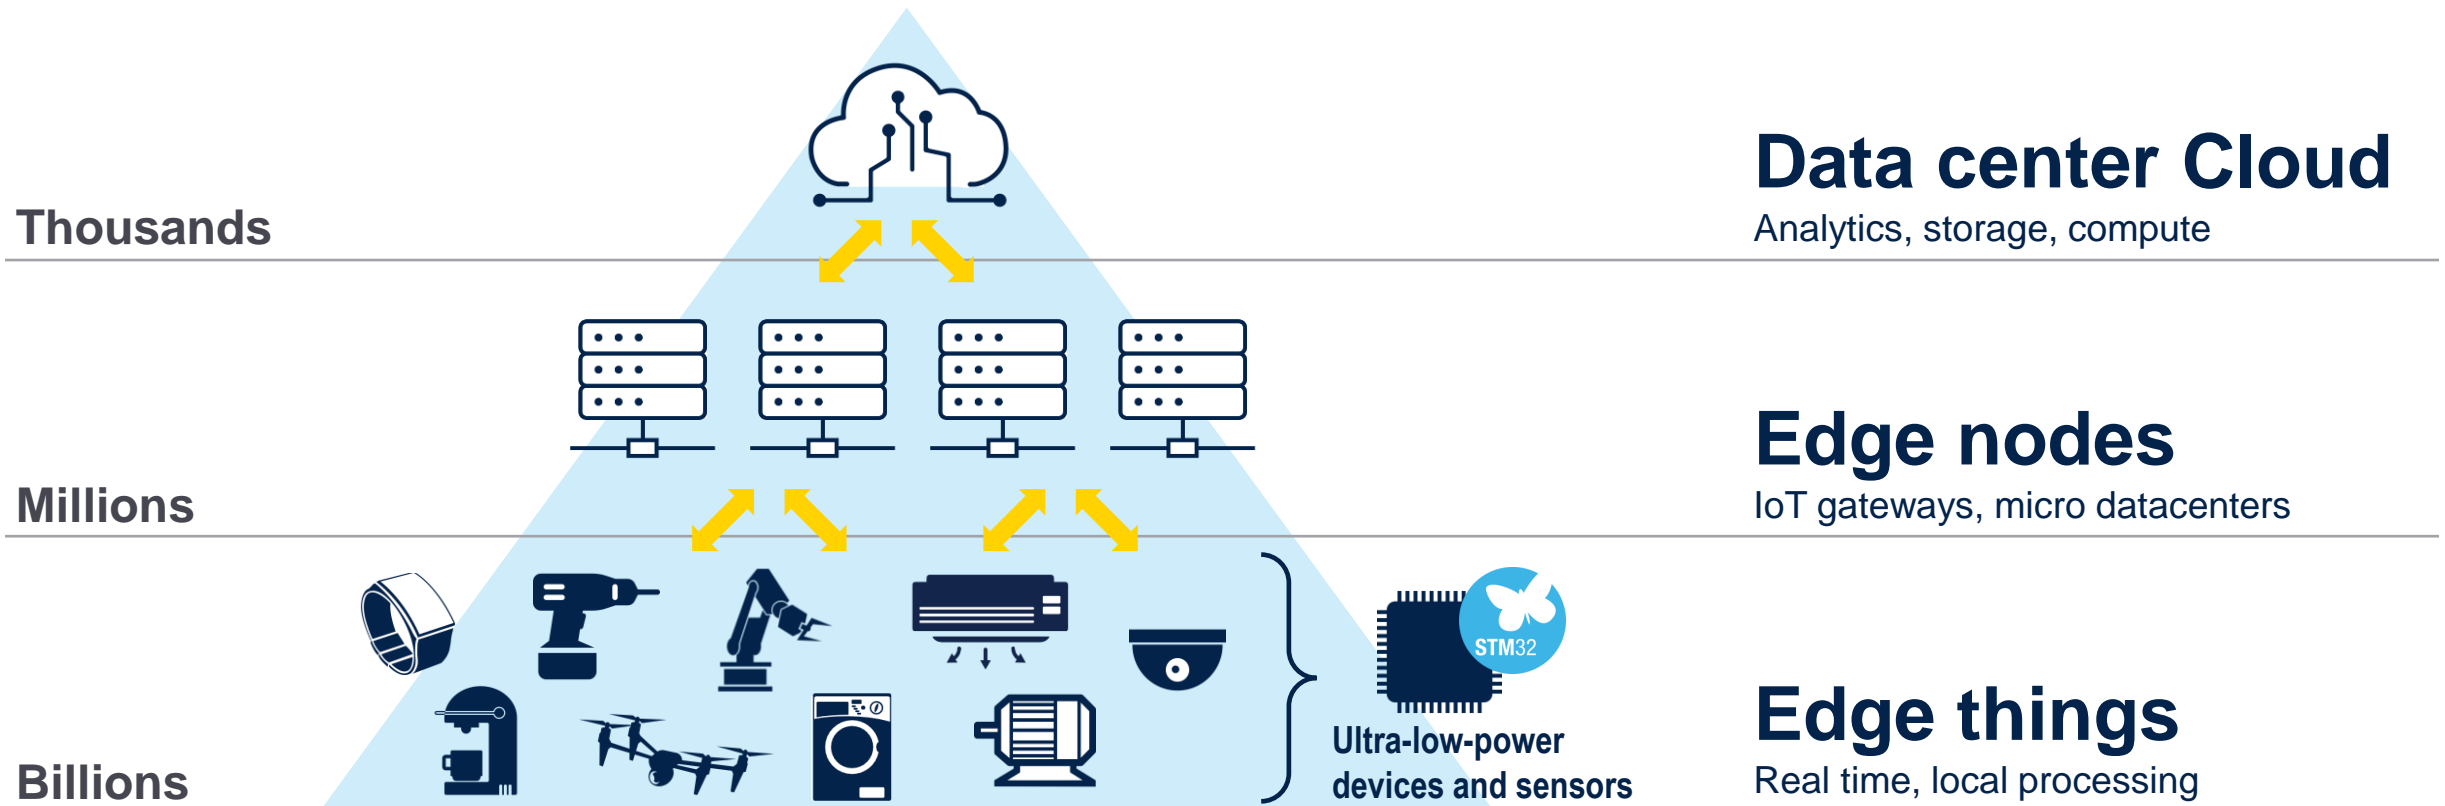 Thousands
Data center Cloud
Analytics, storage, compute
Millions
Edge nodes
IoT gateways, micro datacenters
STM32
Ultra-low-power
devices and sensors
Billions
Edge things
Real time, local processing